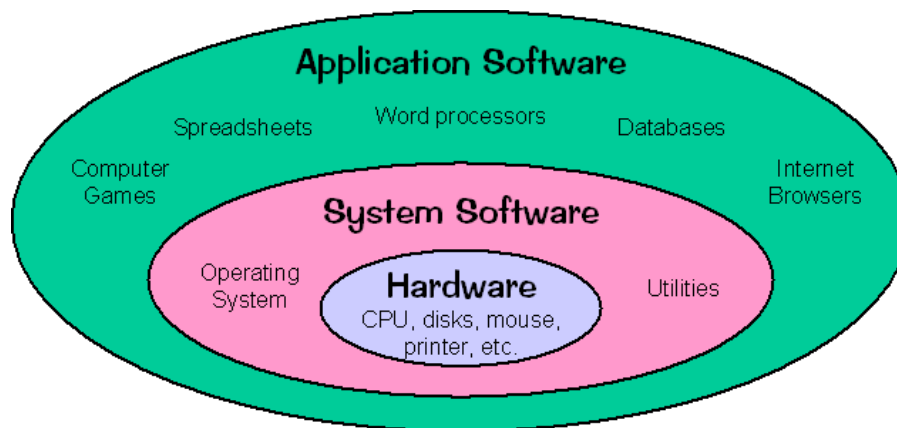 Application Software
Word processors
Spreadsheets
Databases
Computer
Games
Internet
Browsers
System Software
Operating
System
Utilities
Hardware
CPU, disks, mouse,
printer, etc.